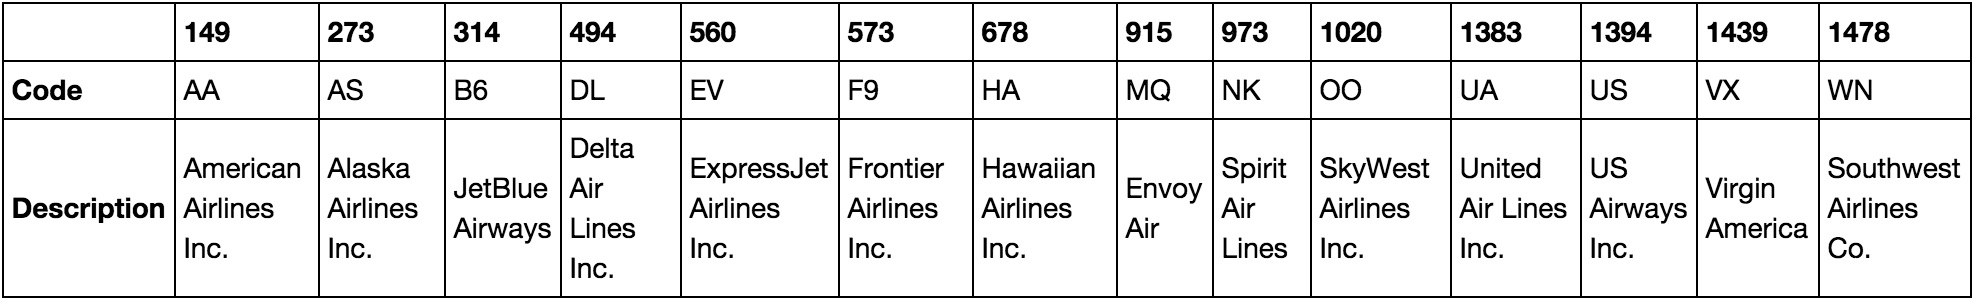 149 273 314 494 560 573 678 915 973 1020 1383 1394 1439 1478
Code AA AS B6 DL EV F9 HA MQ NK OO UA US VX WN
Description American Airlines Inc. Alaska Airlines Inc. JetBlue Airways Delta Air Lines Inc. ExpressJet Airlines Inc. Frontier Airlines Inc. Hawaiian Airlines Inc. Envoy Air Spirit Air Lines SkyWest Airlines Inc. United Air Lines Inc. US Airways Inc. Virgin America Southwest Airlines Co.